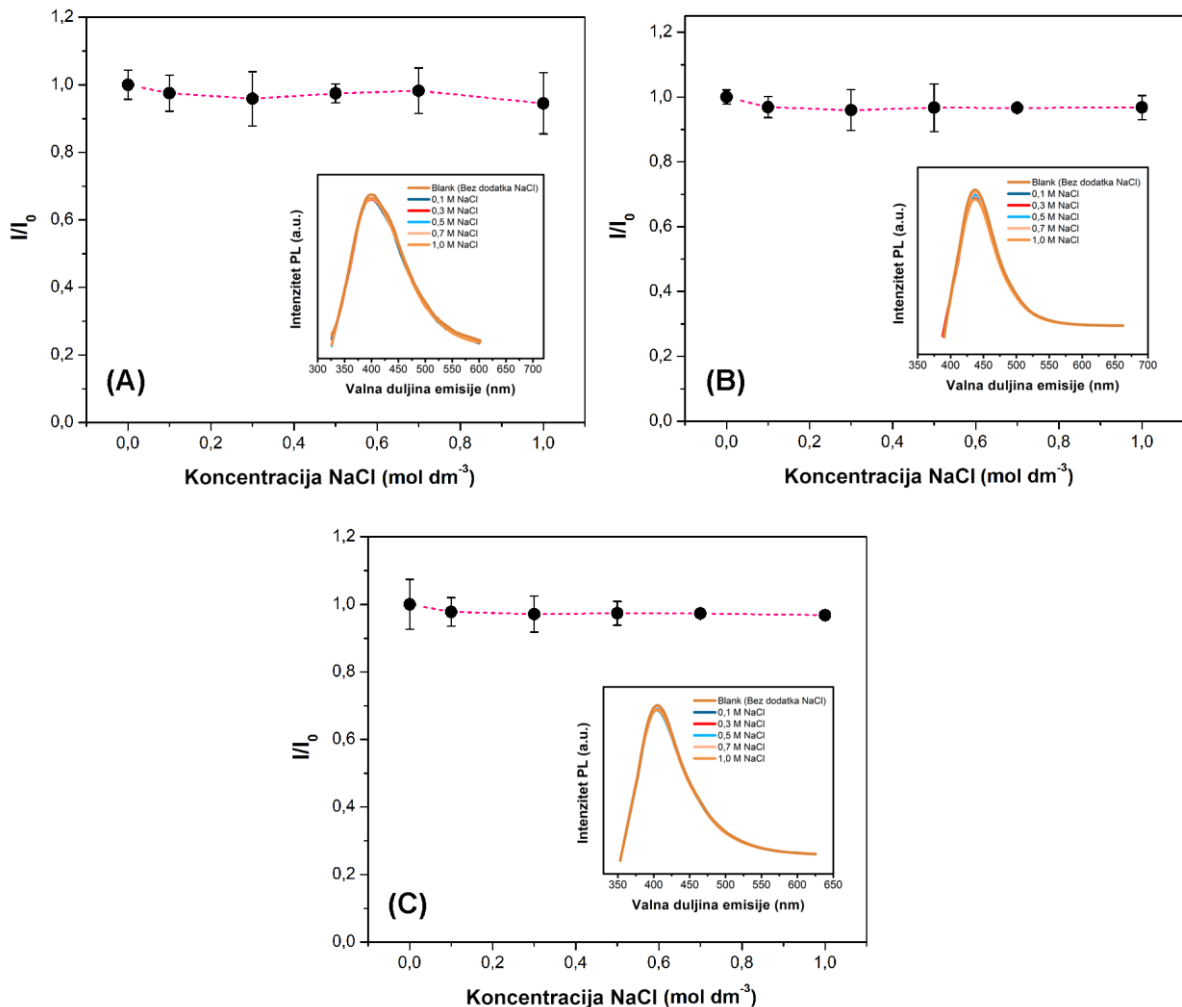 1,2
1,0
0,8
0,6
0,4
0,2
0,0
I/I0
0,0 0,2 0,4 0,6 0,8 1,0
Koncentracija NaCl (mol dm-3)
(A)
Blank (Bez dodatka NaCl)
0,1 M NaCl
0,3 M NaCl
0,5 M NaCl
0,7 M NaCl
1,0 M NaCl
Intenzitet PL (a.u.)
300 350 400 450 500 550 600 650 700
Valna duljina emisije (nm)
1,2
1,0
0,8
0,6
0,4
0,2
0,0
I/I0
0,0 0,2 0,4 0,6 0,8 1,0
Koncentracija NaCl (mol dm-3)
(B)
Blank (Bez dodatka NaCl)
0,1 M NaCl
0,3 M NaCl
0,5 M NaCl
0,7 M NaCl
1,0 M NaCl
Intenzitet PL (a.u.)
350 400 450 500 550 600 650 700
Valna duljina emisije (nm)
1,2
1,0
0,8
0,6
0,4
0,2
0,0
I/I0
0,0 0,2 0,4 0,6 0,8 1,0
Koncentracija NaCl (mol dm-3)
(C)
Blank (Bez dodatka NaCl)
0,1 M NaCl
0,3 M NaCl
0,5 M NaCl
0,7 M NaCl
1,0 M NaCl
Intenzitet PL (a.u.)
350 400 450 500 550 600 650
Valna duljina emisije (nm)